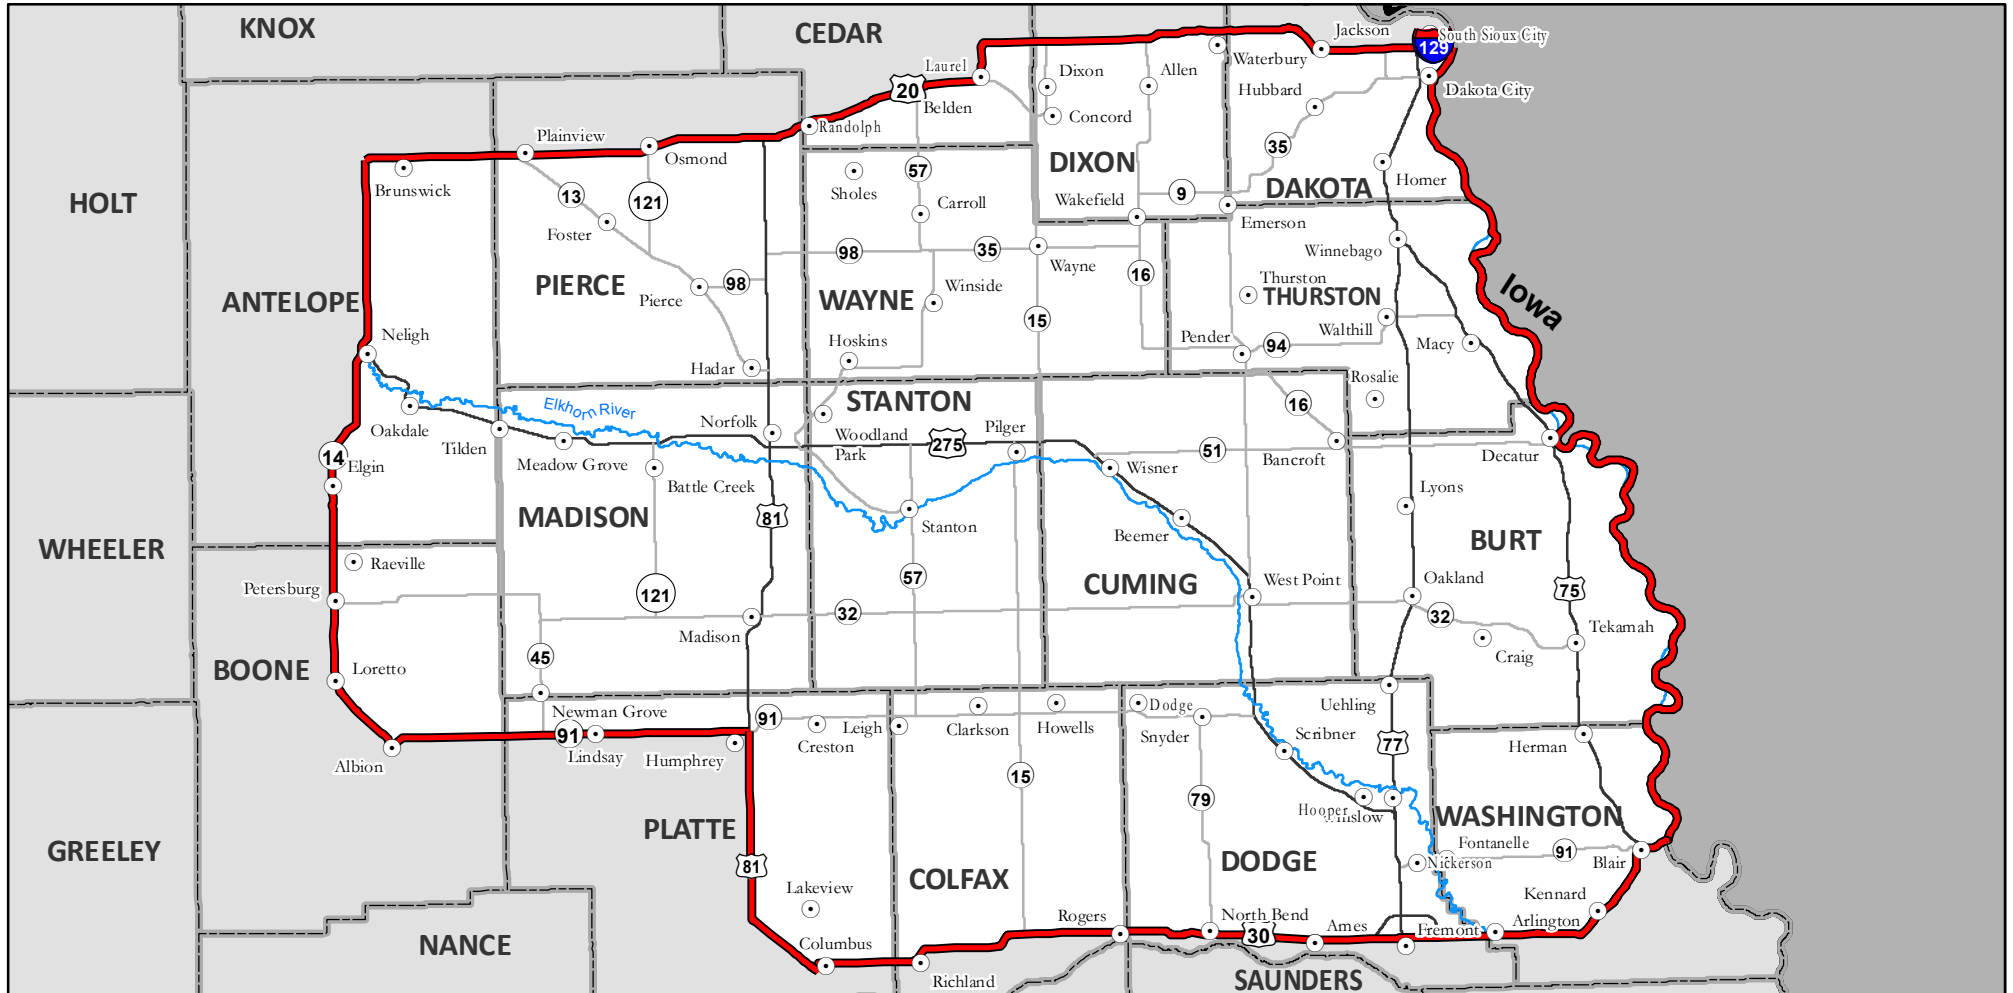 KNOX
CEDAR
Jackson
South Sioux City
129
Laurel
Dixon
Allen
Waterbury
Hubbard
Dakota City
20
Belden
Concord
Randolph
Plainview
Osmond
DIXON
35
Brunswick
Sholes
57
HOLT
13
121
Carroll
Wakefield
9
DAKOTA
Homer
Foster
Emerson
Winnebago
98
35
Wayne
16
Thurston
Iowa
ANTELOPE
PIERCE
98
Pierce
WAYNE
Winside
THURSTON
15
Walthill
Neligh
Hoskins
Pender
94
Macy
Hadar
Rosalie
STANTON
16
Elkhorn River
Norfolk
Oakdale
Tilden
Woodland
Park
275
Pilger
51
Bancroft
Decatur
14
Elgin
Meadow Grove
Battle Creek
Wisner
Lyons
MADISON
81
Stanton
Beemer
BURT
WHEELER
Raeville
Petersburg
121
57
CUMING
West Point
Oakland
75
Madison
32
32
Tekamah
Craig
45
BOONE
Loretto
Newman Grove
91
Leigh
Clarkson
Howells
Dodge
Uehling
Creston
Snyder
Scribner
91
Lindsay
Humphrey
Albion
77
Herman
15
79
Hooper
Winslow
WASHINGTON
PLATTE
Fontanelle
91
Blair
GREELEY
81
DODGE
Nickerson
Lakeview
COLFAX
Kennard
Rogers
North Bend
30
Ames
Fremont
Arlington
NANCE
Columbus
Richland
SAUNDERS